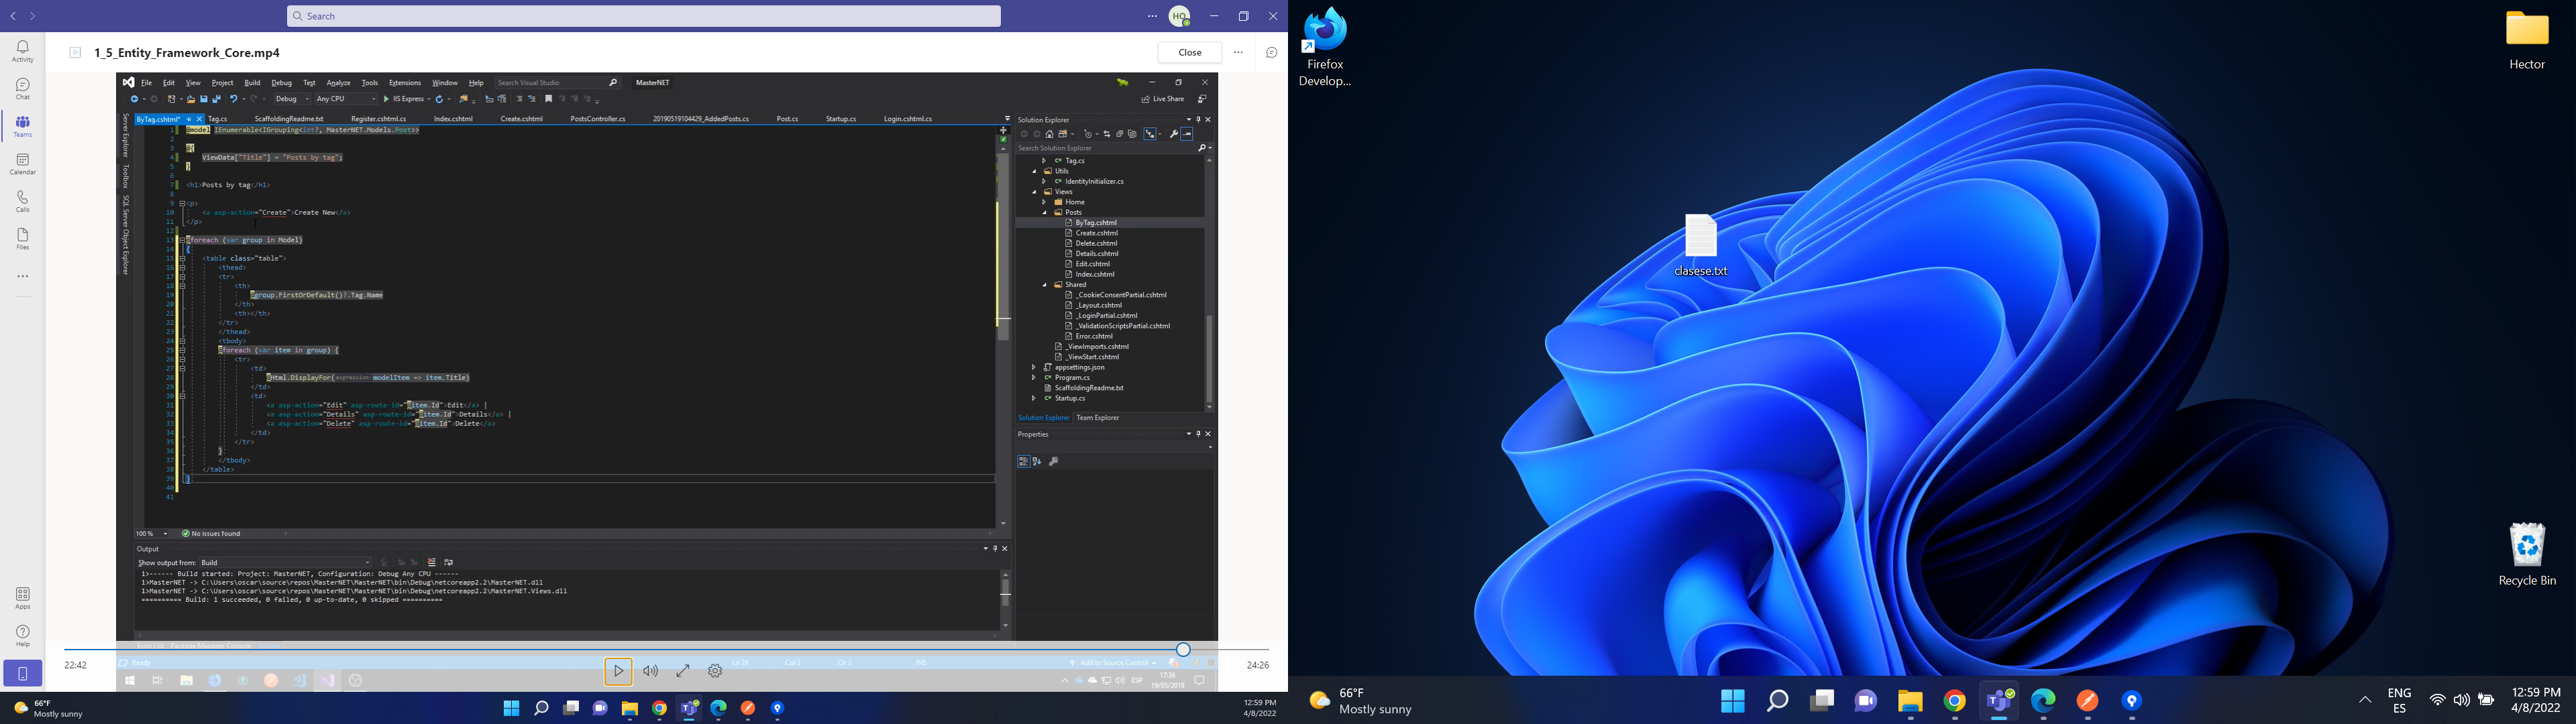 Search
HQ
1_5_Entity_Framework_Core.mp4
Close
Activity
Chat
Teams
Calendar
Calls
Files
Apps
Help
File Edit View Project Build Debug Test Analyze Tools Extensions Window Help Search Visual Studio MasterNET
Debug Any CPU IIS Express Live Share
Server Explorer Toolbox SQL Server Object Explorer
ByTag.cshtml* Tag.cs ScaffoldingReadme.txt Register.cshtml.cs Index.cshtml Create.cshtml PostsController.cs 20190519104429_AddedPosts.cs Post.cs Startup.cs Login.cshtml.cs
1 @model IEnumerable<IGrouping<int?, MasterNET.Models.Post>>
2
3 @{
4 ViewData["Title"] = "Posts by tag";
5 }
6
7 <h1>Posts by tag</h1>
8
9 <p>
10 <a asp-action="Create">Create New</a>
11 </p>
12
13 @foreach (var group in Model)
14 {
15 <table class="table">
16 <thead>
17 <tr>
18 <th>
19 @group.FirstOrDefault()?.Tag.Name
20 </th>
21 <th></th>
22 </tr>
23 </thead>
24 <tbody>
25 @foreach (var item in group) {
26 <tr>
27 <td>
28 @Html.DisplayFor(expression: modelItem => item.Title)
29 </td>
30 <td>
31 <a asp-action="Edit" asp-route-id="@item.Id">Edit</a> |
32 <a asp-action="Details" asp-route-id="@item.Id">Details</a> |
33 <a asp-action="Delete" asp-route-id="@item.Id">Delete</a>
34 </td>
35 </tr>
36 }
37 </tbody>
38 </table>
39 }
40
41
100 % No issues found
Output
Show output from: Build
1>------ Build started: Project: MasterNET, Configuration: Debug Any CPU ------
1>MasterNET -> C:\Users\oscar\source\repos\MasterNET\MasterNET\bin\Debug\netcoreapp2.2\MasterNET.dll
1>MasterNET -> C:\Users\oscar\source\repos\MasterNET\MasterNET\bin\Debug\netcoreapp2.2\MasterNET.Views.dll
========== Build: 1 succeeded, 0 failed, 0 up-to-date, 0 skipped ==========
Error List Package Manager Console Output
Solution Explorer
Search Solution Explorer
Tag.cs
Utils
IdentityInitializer.cs
Views
Home
Posts
ByTag.cshtml
Create.cshtml
Delete.cshtml
Details.cshtml
Edit.cshtml
Index.cshtml
Shared
_CookieConsentPartial.cshtml
_Layout.cshtml
_LoginPartial.cshtml
_ValidationScriptsPartial.cshtml
Error.cshtml
_ViewImports.cshtml
_ViewStart.cshtml
appsettings.json
Program.cs
ScaffoldingReadme.txt
Startup.cs
Solution Explorer Team Explorer
Properties
22:42
24:26
Ready Ln 39 Col 2 Ch 2 INS Add to Source Control
ESP 17:36
19/05/2019
66°F
Mostly sunny
12:59 PM
4/8/2022
Firefox
Develop...
clasese.txt
Hector
Recycle Bin
66°F
Mostly sunny
ENG
ES
12:59 PM
4/8/2022